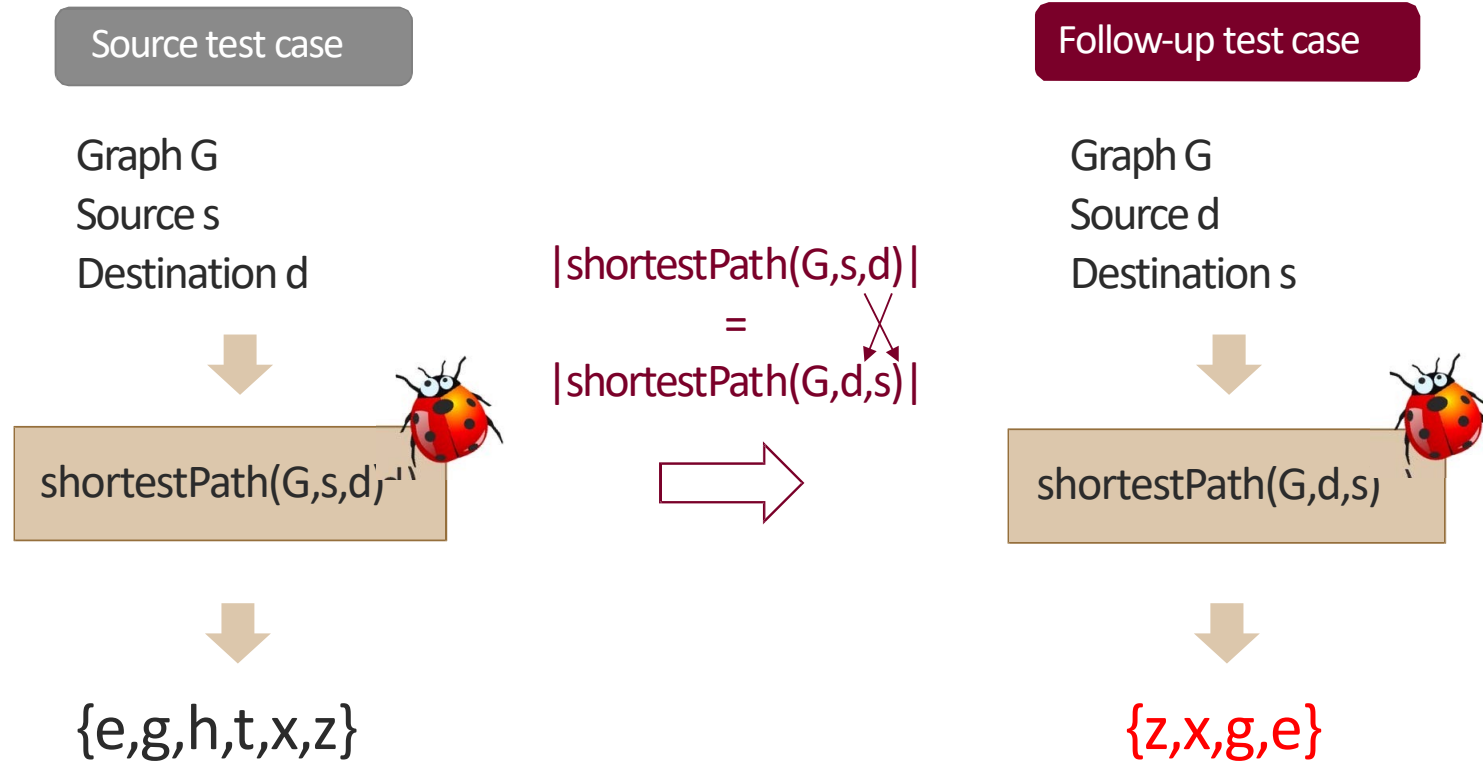 Source test case
Graph G
Source s
Destination d
shortestPath(G,s,d)
{e,g,h,t,x,z}
|shortestPath(G,s,d)|
=
|shortestPath(G,d,s)|
Follow-up test case
Graph G
Source d
Destination s
shortestPath(G,d,s)
{z,x,g,e}